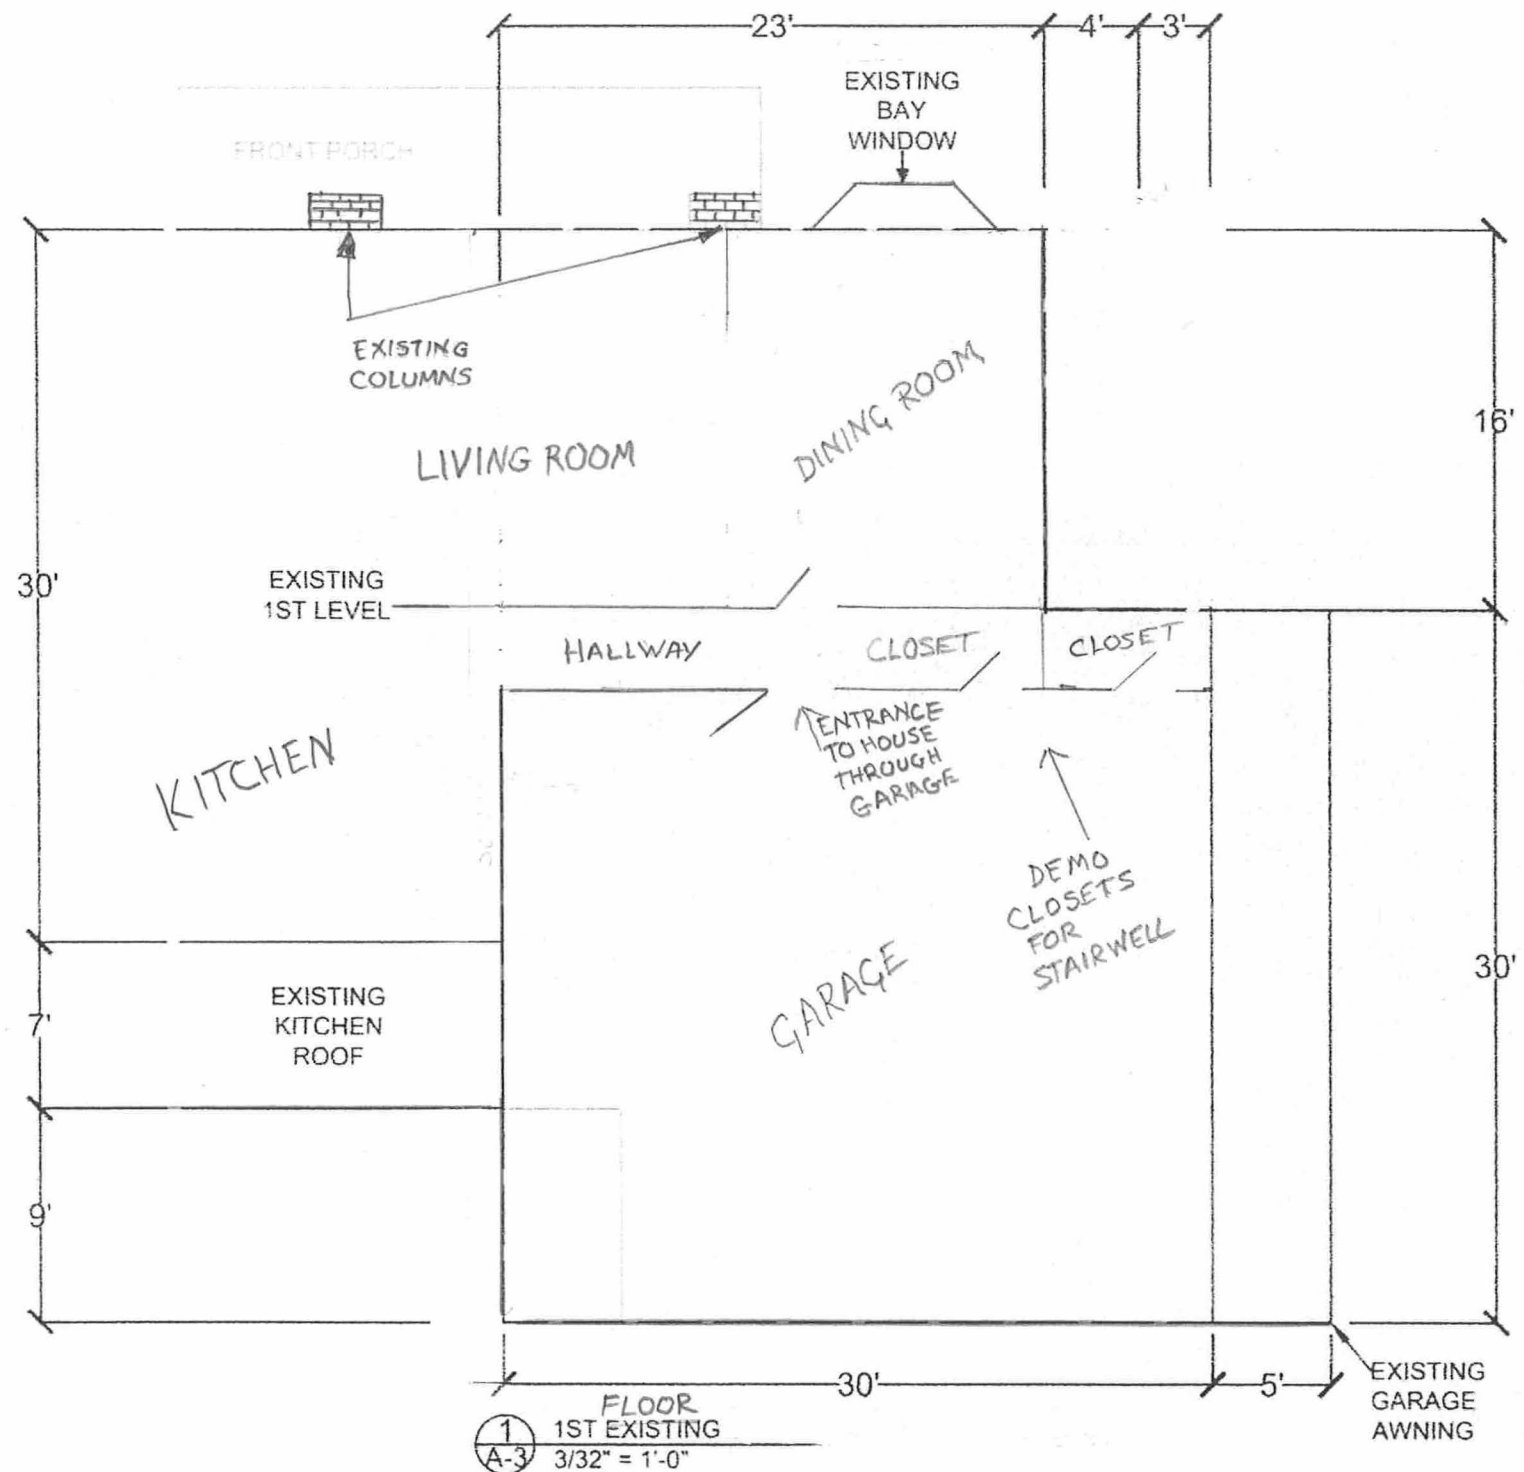 23'
4'
3'
EXISTING
BAY
WINDOW
FRONT PORCH
EXISTING
COLUMNS
LIVING ROOM
DINING ROOM
16'
30'
EXISTING
1ST LEVEL
HALLWAY
CLOSET
CLOSET
ENTRANCE
TO HOUSE
THROUGH
GARAGE
KITCHEN
DEMO
CLOSETS
FOR
STAIRWELL
GARAGE
30'
7'
EXISTING
KITCHEN
ROOF
9'
30'
5'
EXISTING
GARAGE
AWNING
FLOOR
1
1ST EXISTING
A-3
3/32" = 1'-0"